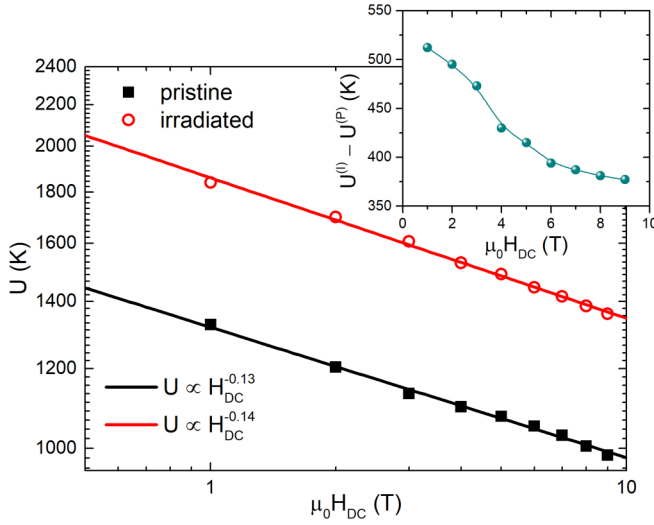 550
500
450
400
350
U⁽ᴵ⁾ − U⁽ᴾ⁾ (K)
0 2 4 6 8 10
μ₀H_DC (T)
2400
2200
2000
1800
1600
1400
1200
1000
U (K)
pristine
irradiated
U ∝ H_DC^-0.13
U ∝ H_DC^-0.14
1 10
μ₀H_DC (T)